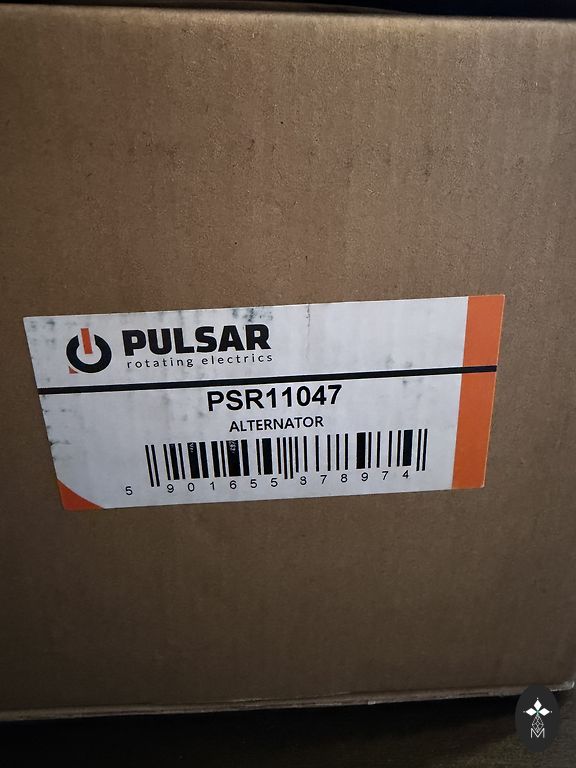 PULSAR
rotating electrics
PSR11047
ALTERNATOR
5 901655 878974